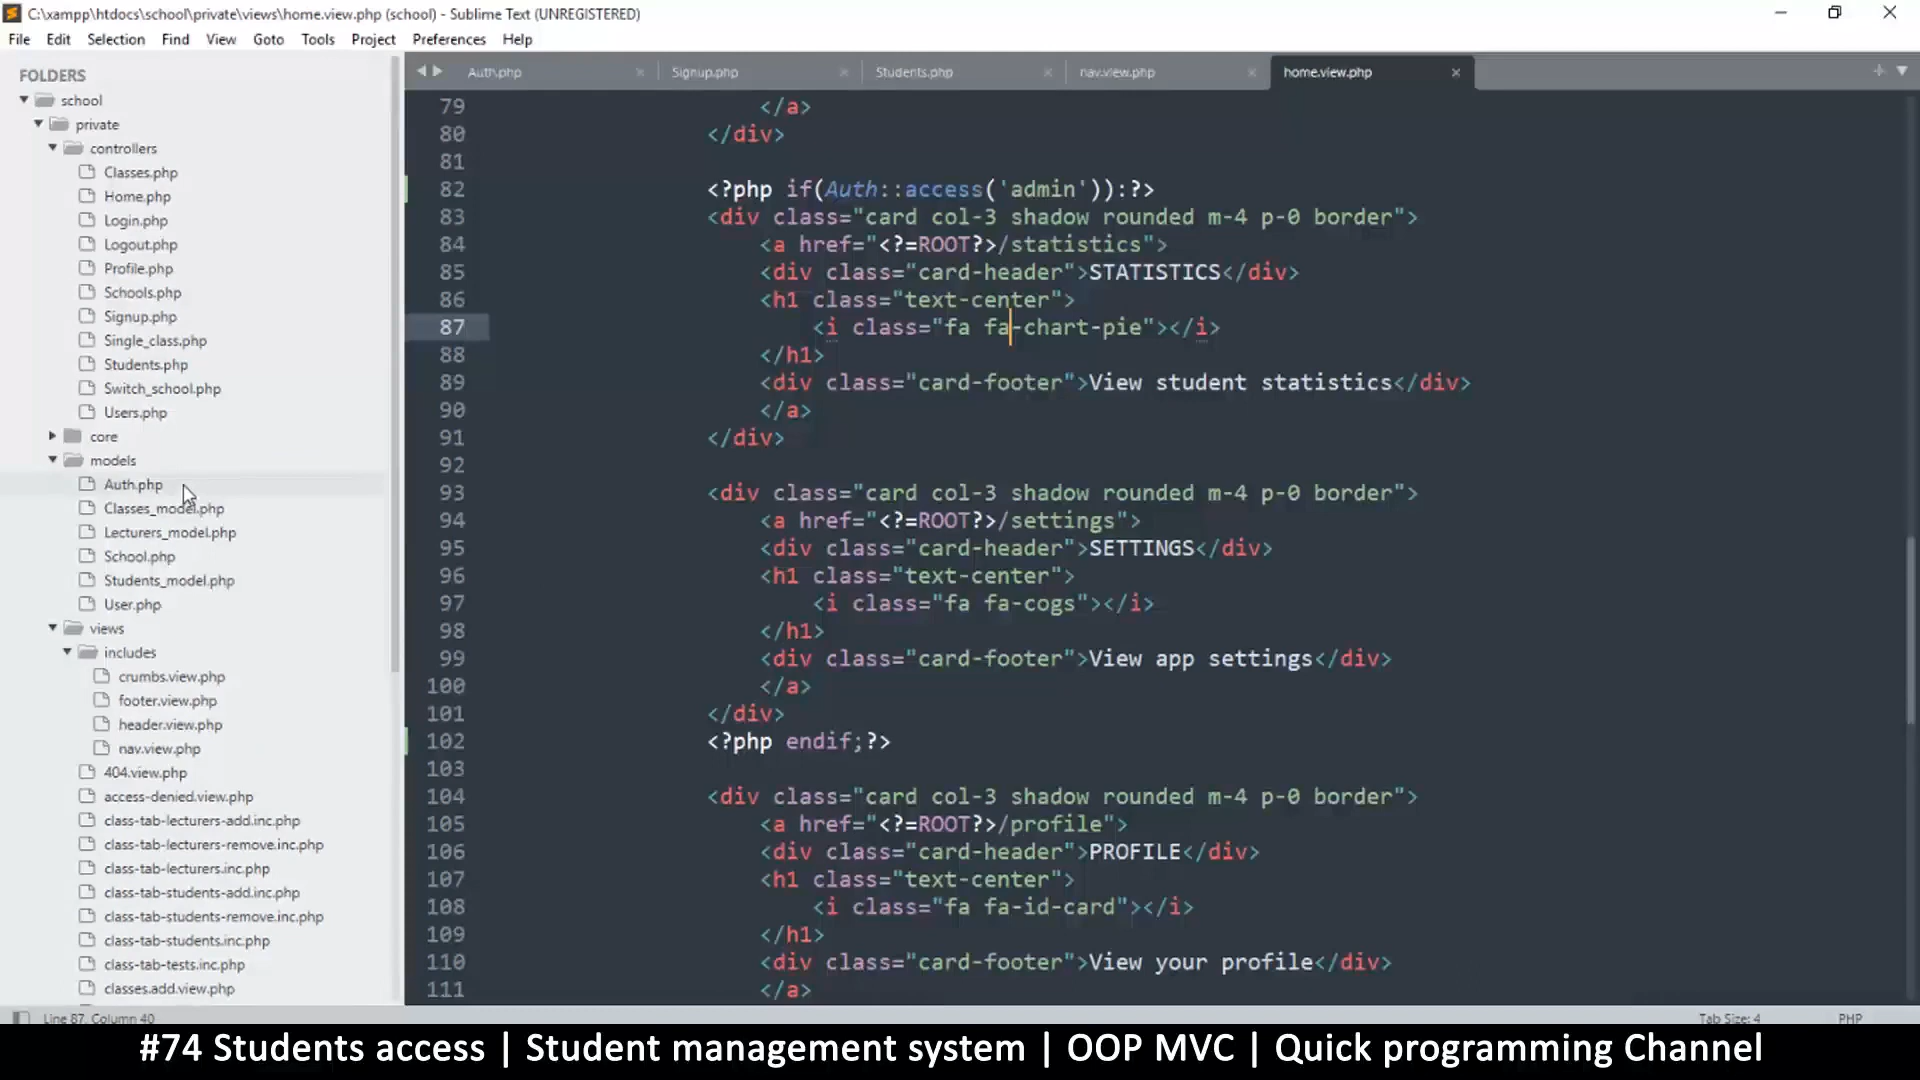 C:\xampp\htdocs\school\private\views\home.view.php (school) - Sublime Text (UNREGISTERED)
File Edit Selection Find View Goto Tools Project Preferences Help
FOLDERS
school
private
controllers
Classes.php
Home.php
Login.php
Logout.php
Profile.php
Schools.php
Signup.php
Single_class.php
Students.php
Switch_school.php
Users.php
core
models
Auth.php
Classes_model.php
Lecturers_model.php
School.php
Students_model.php
User.php
views
includes
crumbs.view.php
footer.view.php
header.view.php
nav.view.php
404.view.php
access-denied.view.php
class-tab-lecturers-add.inc.php
class-tab-lecturers-remove.inc.php
class-tab-lecturers.inc.php
class-tab-students-add.inc.php
class-tab-students-remove.inc.php
class-tab-students.inc.php
class-tab-tests.inc.php
classes.add.view.php
Auth.php Signup.php Students.php nav.view.php home.view.php
79 </a>
80 </div>
81
82 <?php if(Auth::access('admin')):?>
83 <div class="card col-3 shadow rounded m-4 p-0 border">
84 <a href="<?=ROOT?>/statistics">
85 <div class="card-header">STATISTICS</div>
86 <h1 class="text-center">
87 <i class="fa fa-chart-pie"></i>
88 </h1>
89 <div class="card-footer">View student statistics</div>
90 </a>
91 </div>
92
93 <div class="card col-3 shadow rounded m-4 p-0 border">
94 <a href="<?=ROOT?>/settings">
95 <div class="card-header">SETTINGS</div>
96 <h1 class="text-center">
97 <i class="fa fa-cogs"></i>
98 </h1>
99 <div class="card-footer">View app settings</div>
100 </a>
101 </div>
102 <?php endif;?>
103
104 <div class="card col-3 shadow rounded m-4 p-0 border">
105 <a href="<?=ROOT?>/profile">
106 <div class="card-header">PROFILE</div>
107 <h1 class="text-center">
108 <i class="fa fa-id-card"></i>
109 </h1>
110 <div class="card-footer">View your profile</div>
111 </a>
Line 87, Column 40 Tab Size: 4 PHP
#74 Students access | Student management system | OOP MVC | Quick programming Channel